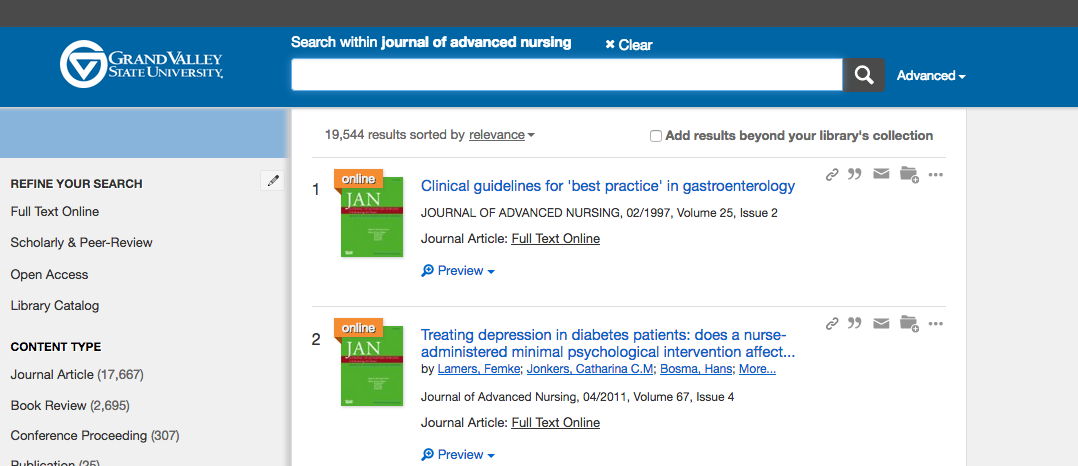 GRANDVALLEY
STATE UNIVERSITY
Search within journal of advanced nursing
✖ Clear
Advanced
REFINE YOUR SEARCH
Full Text Online
Scholarly & Peer-Review
Open Access
Library Catalog
CONTENT TYPE
Journal Article (17,667)
Book Review (2,695)
Conference Proceeding (307)
Publication (25)
19,544 results sorted by relevance
Add results beyond your library's collection
1
online
JAN
Clinical guidelines for 'best practice' in gastroenterology
JOURNAL OF ADVANCED NURSING, 02/1997, Volume 25, Issue 2
Journal Article: Full Text Online
Preview
2
online
JAN
Treating depression in diabetes patients: does a nurse-
administered minimal psychological intervention affect...
by Lamers, Femke; Jonkers, Catharina C.M; Bosma, Hans; More...
Journal of Advanced Nursing, 04/2011, Volume 67, Issue 4
Journal Article: Full Text Online
Preview